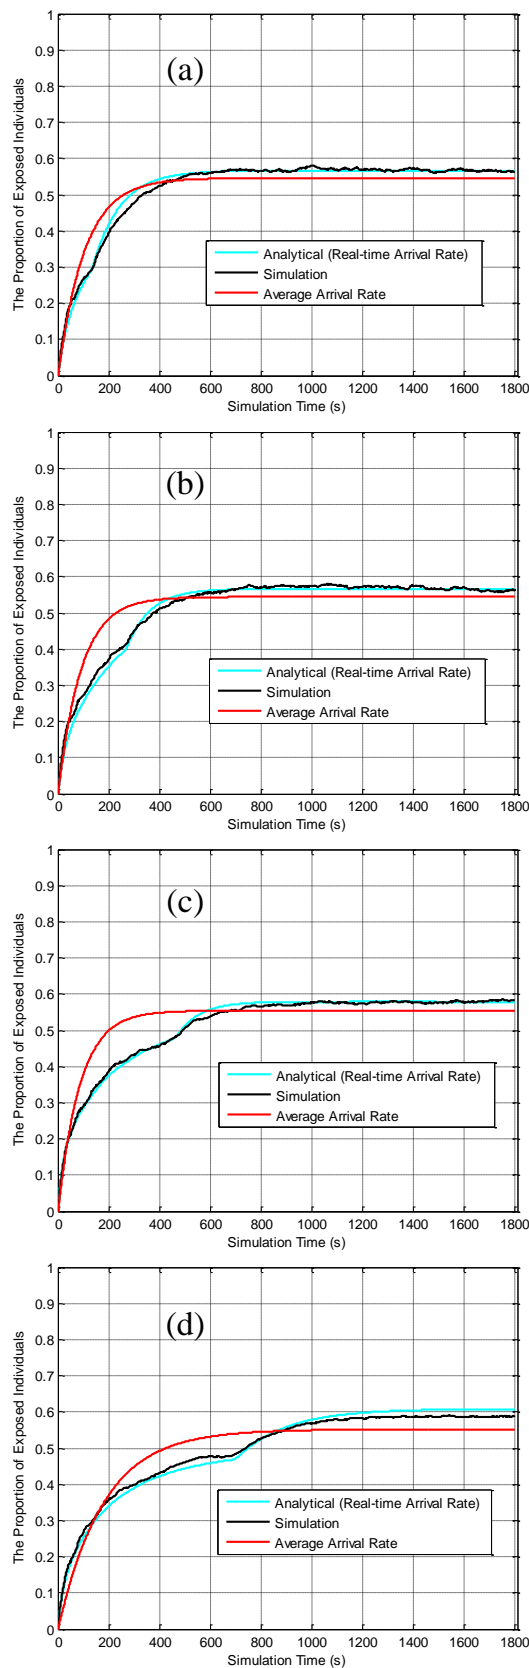 (a)
The Proportion of Exposed Individuals
1
0.9
0.8
0.7
0.6
0.5
0.4
0.3
0.2
0.1
0
Analytical (Real-time Arrival Rate)
Simulation
Average Arrival Rate
0 200 400 600 800 1000 1200 1400 1600 1800
Simulation Time (s)
(b)
The Proportion of Exposed Individuals
1
0.9
0.8
0.7
0.6
0.5
0.4
0.3
0.2
0.1
0
Analytical (Real-time Arrival Rate)
Simulation
Average Arrival Rate
0 200 400 600 800 1000 1200 1400 1600 1800
Simulation Time (s)
(c)
The Proportion of Exposed Individuals
1
0.9
0.8
0.7
0.6
0.5
0.4
0.3
0.2
0.1
0
Analytical (Real-time Arrival Rate)
Simulation
Average Arrival Rate
0 200 400 600 800 1000 1200 1400 1600 1800
Simulation Time (s)
(d)
The Proportion of Exposed Individuals
1
0.9
0.8
0.7
0.6
0.5
0.4
0.3
0.2
0.1
0
Analytical (Real-time Arrival Rate)
Simulation
Average Arrival Rate
0 200 400 600 800 1000 1200 1400 1600 1800
Simulation Time (s)